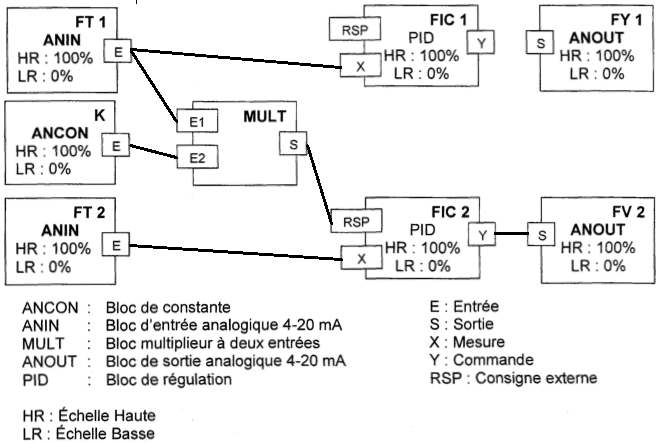 FT 1
ANIN
HR : 100%
LR : 0%
E
RSP
X
FIC 1
PID
HR : 100%
LR : 0%
Y
S
FY 1
ANOUT
HR : 100%
LR : 0%
K
ANCON
HR : 100%
LR : 0%
E
E1
E2
MULT
S
FT 2
ANIN
HR : 100%
LR : 0%
E
RSP
X
FIC 2
PID
HR : 100%
LR : 0%
Y
S
FV 2
ANOUT
HR : 100%
LR : 0%
ANCON : Bloc de constante
ANIN : Bloc d'entrée analogique 4-20 mA
MULT : Bloc multiplieur à deux entrées
ANOUT : Bloc de sortie analogique 4-20 mA
PID : Bloc de régulation
E : Entrée
S : Sortie
X : Mesure
Y : Commande
RSP : Consigne externe
HR : Échelle Haute
LR : Échelle Basse